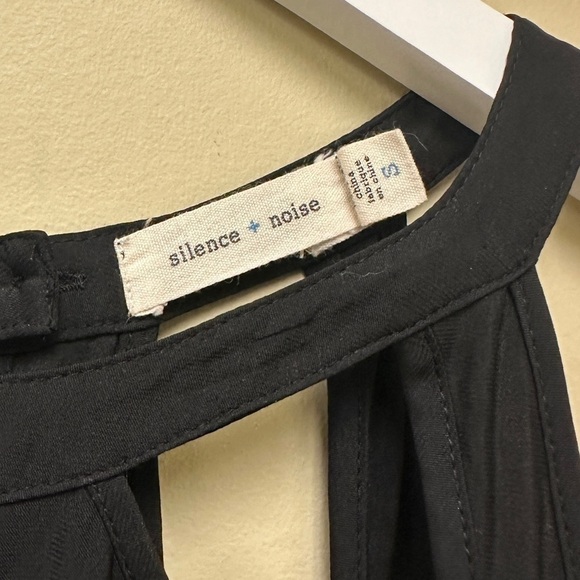 silence + noise
S
china
fabriqué
en chine